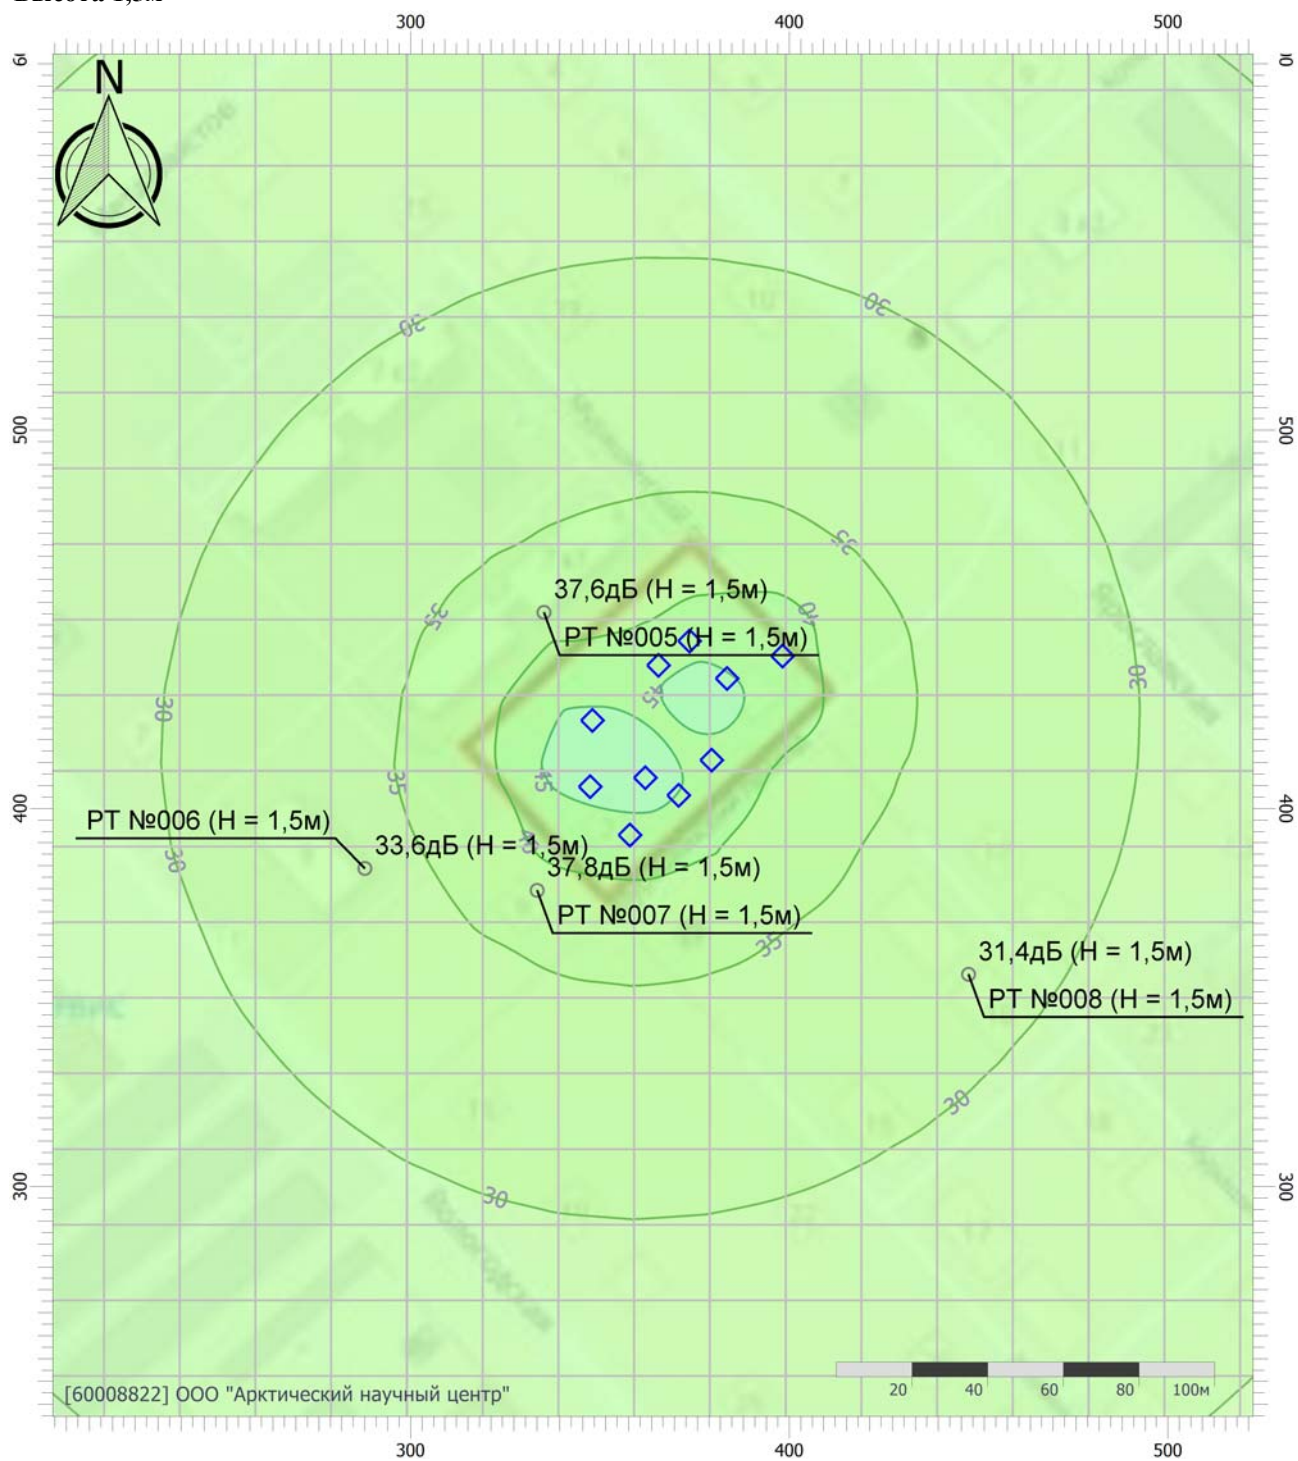 Высота 1,5м
300 400 500
N
30
30
500 500
35
35
40
37,6дБ (H = 1,5м)
РТ №005 (H = 1,5м)
45
30
30
35
45
400 400
РТ №006 (H = 1,5м)
33,6дБ (H = 1,5м)
40
30
37,8дБ (H = 1,5м)
РТ №007 (H = 1,5м)
35
31,4дБ (H = 1,5м)
РТ №008 (H = 1,5м)
30
300 300
30
Вологодская
20 40 60 80 100м
[60008822] ООО "Арктический научный центр"
300 400 500